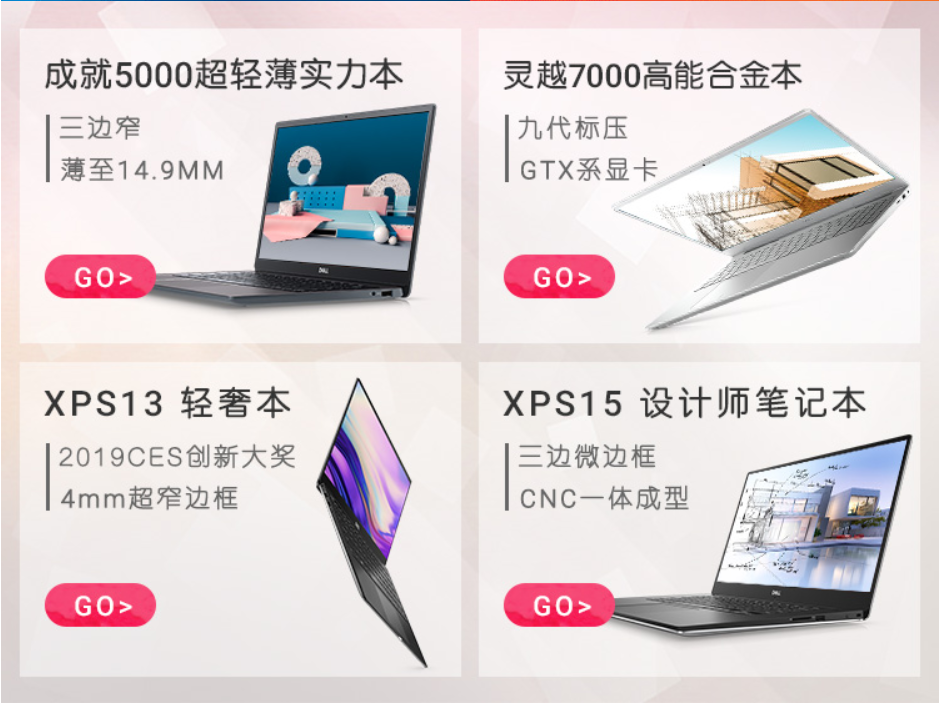 成就5000超轻薄实力本
三边窄
薄至14.9MM
GO>
DELL
灵越7000高能合金本
九代标压
GTX系显卡
GO>
XPS13 轻奢本
2019CES创新大奖
4mm超窄边框
GO>
XPS15 设计师笔记本
三边微边框
CNC一体成型
GO>
DELL